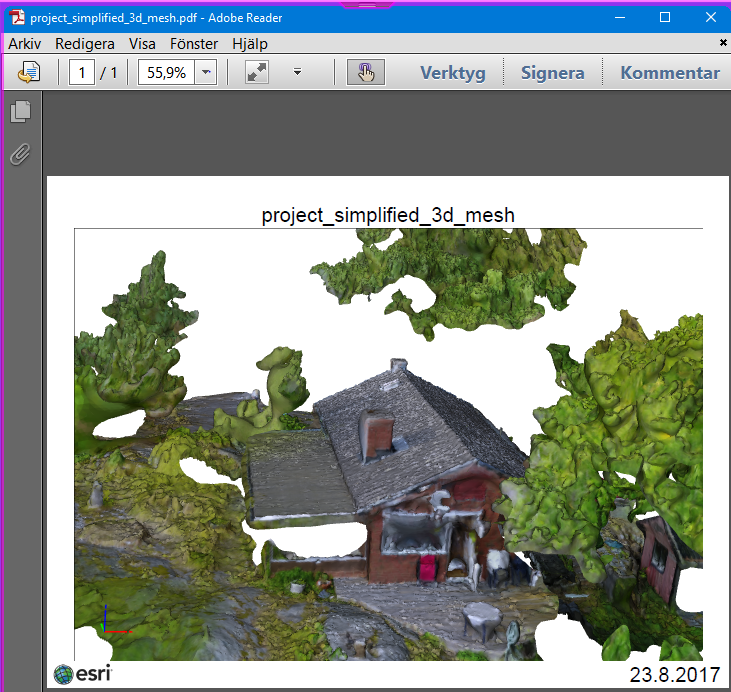 project_simplified_3d_mesh.pdf - Adobe Reader
Arkiv Redigera Visa Fönster Hjälp
1 / 1 55,9% Verktyg Signera Kommentar
project_simplified_3d_mesh
esri
23.8.2017